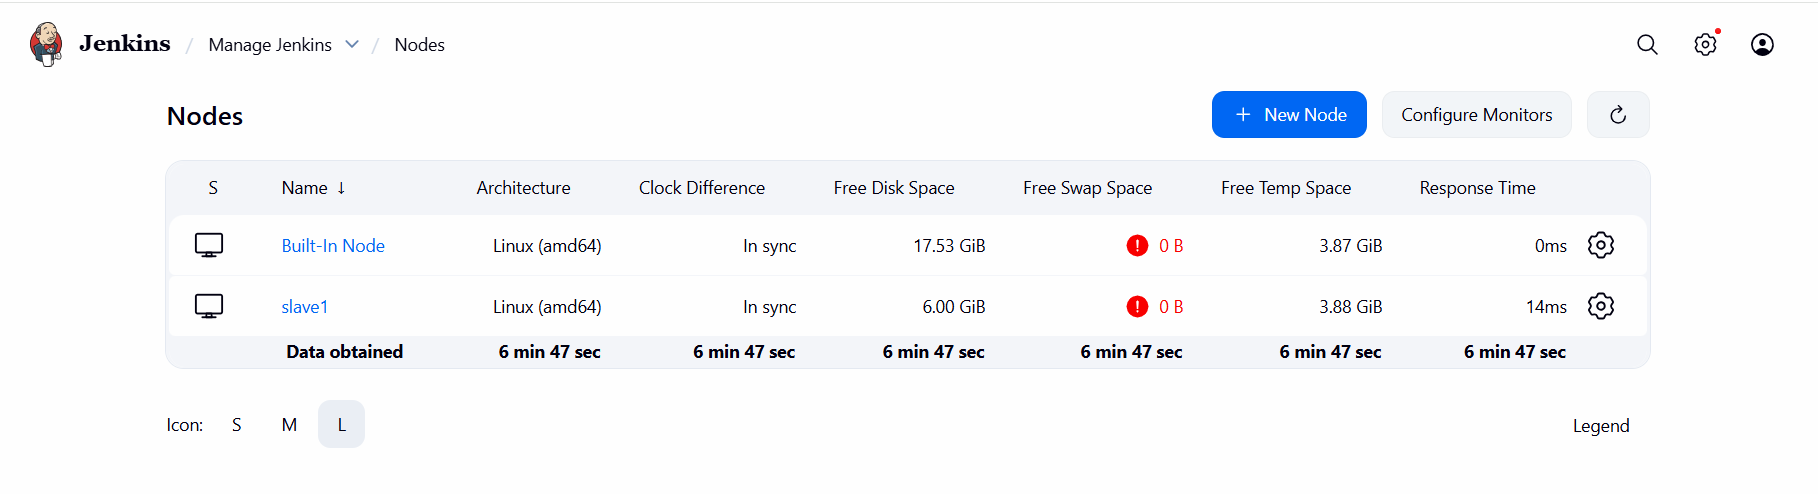 Jenkins / Manage Jenkins / Nodes
Nodes
+ New Node Configure Monitors
S Name ↓ Architecture Clock Difference Free Disk Space Free Swap Space Free Temp Space Response Time
Built-In Node Linux (amd64) In sync 17.53 GiB ! 0 B 3.87 GiB 0ms
slave1 Linux (amd64) In sync 6.00 GiB ! 0 B 3.88 GiB 14ms
Data obtained 6 min 47 sec 6 min 47 sec 6 min 47 sec 6 min 47 sec 6 min 47 sec 6 min 47 sec
Icon: S M L Legend